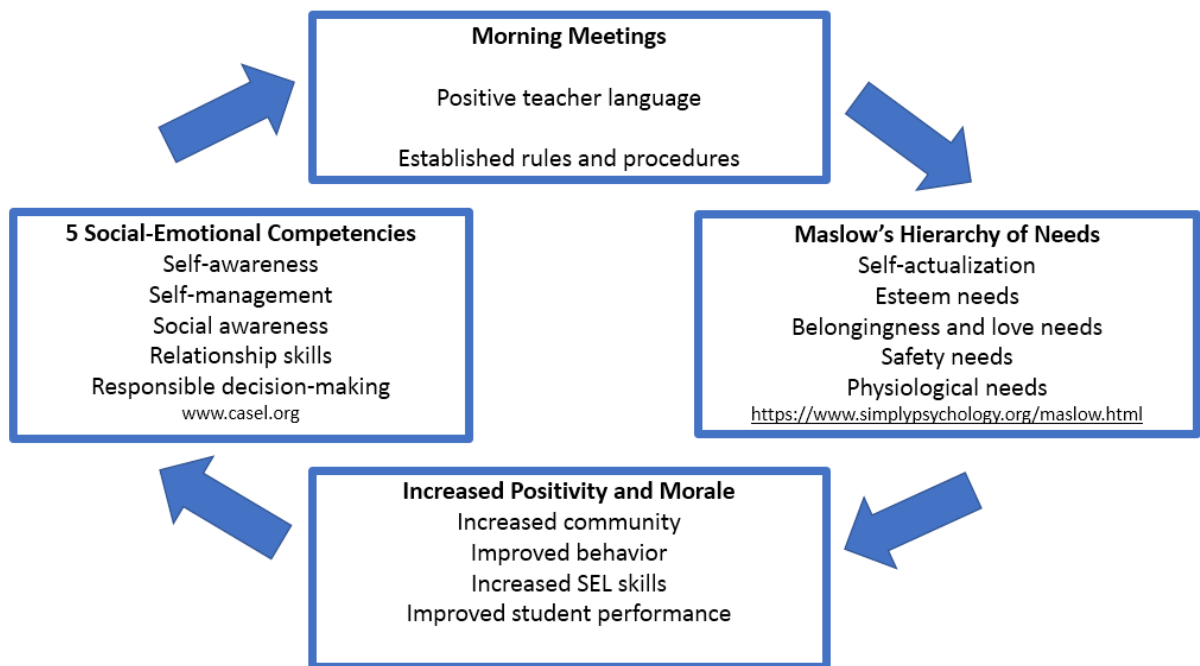 Morning Meetings
Positive teacher language
Established rules and procedures
5 Social-Emotional Competencies
Self-awareness
Self-management
Social awareness
Relationship skills
Responsible decision-making
www.casel.org
Maslow’s Hierarchy of Needs
Self-actualization
Esteem needs
Belongingness and love needs
Safety needs
Physiological needs
https://www.simplypsychology.org/maslow.html
Increased Positivity and Morale
Increased community
Improved behavior
Increased SEL skills
Improved student performance